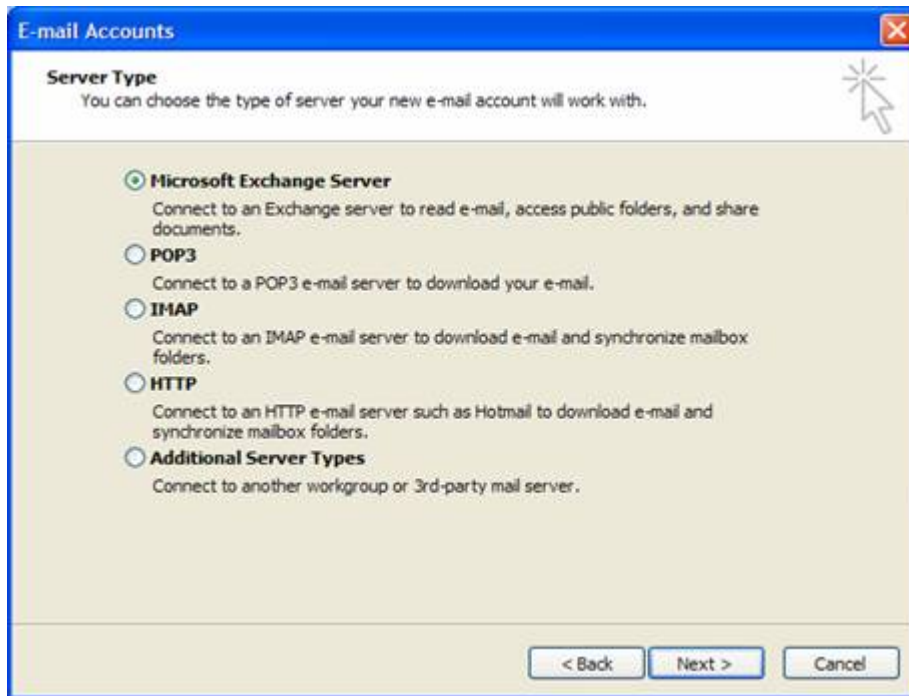 E-mail Accounts
Server Type
You can choose the type of server your new e-mail account will work with.
Microsoft Exchange Server
Connect to an Exchange server to read e-mail, access public folders, and share
documents.
POP3
Connect to a POP3 e-mail server to download your e-mail.
IMAP
Connect to an IMAP e-mail server to download e-mail and synchronize mailbox
folders.
HTTP
Connect to an HTTP e-mail server such as Hotmail to download e-mail and
synchronize mailbox folders.
Additional Server Types
Connect to another workgroup or 3rd-party mail server.
< Back Next > Cancel